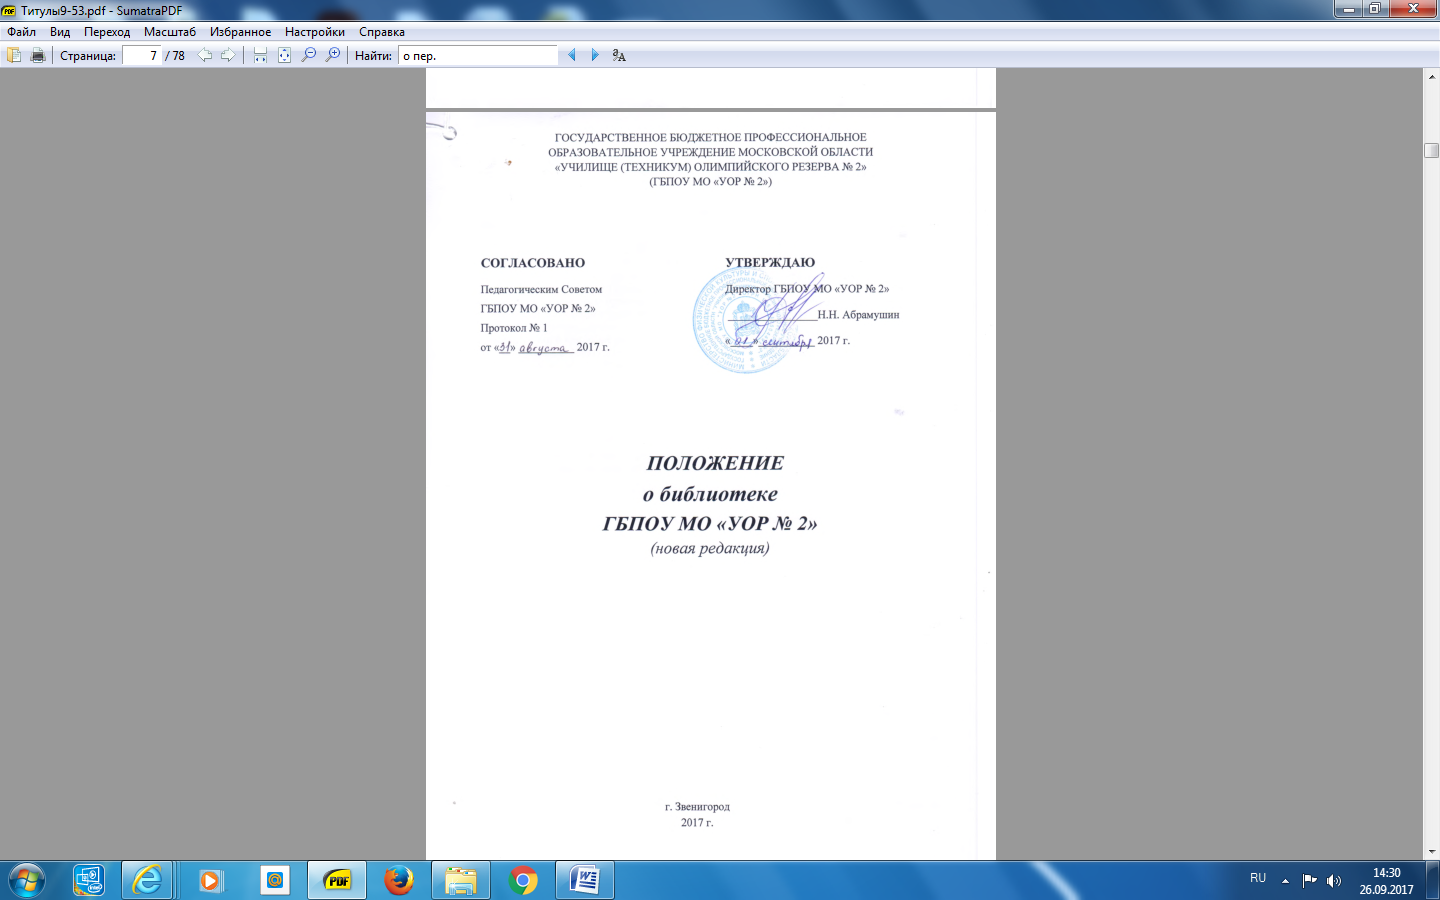 Титулы9-53.pdf - SumatraPDF
Файл Вид Переход Масштаб Избранное Настройки Справка
Страница: 7 / 78 Найти: о пер.
ГОСУДАРСТВЕННОЕ БЮДЖЕТНОЕ ПРОФЕССИОНАЛЬНОЕ
ОБРАЗОВАТЕЛЬНОЕ УЧРЕЖДЕНИЕ МОСКОВСКОЙ ОБЛАСТИ
«УЧИЛИЩЕ (ТЕХНИКУМ) ОЛИМПИЙСКОГО РЕЗЕРВА № 2»
(ГБПОУ МО «УОР № 2»)
СОГЛАСОВАНО
Педагогическим Советом
ГБПОУ МО «УОР № 2»
Протокол № 1
от «31» августа 2017 г.
УТВЕРЖДАЮ
Директор ГБПОУ МО «УОР № 2»
Н.Н. Абрамушин
«01» сентября 2017 г.
ПОЛОЖЕНИЕ
о библиотеке
ГБПОУ МО «УОР № 2»
(новая редакция)
г. Звенигород
2017 г.
RU
14:30
26.09.2017